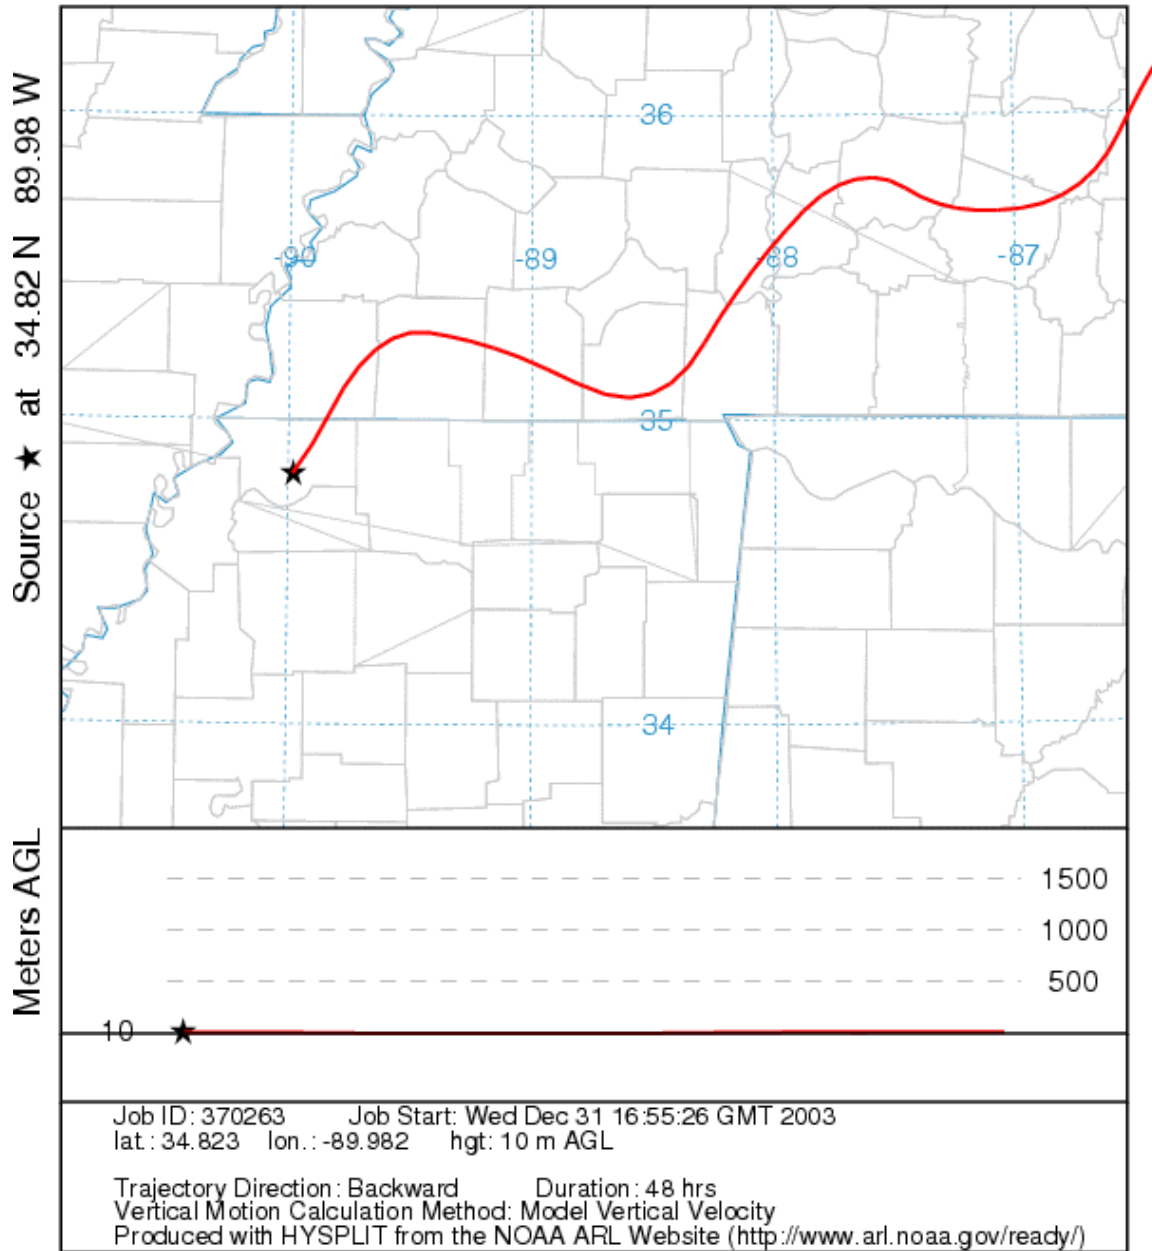 Source ★ at 34.82 N 89.98 W
36
-90
-89
-88
-87
35
34
Meters AGL
1500
1000
500
10
Job ID: 370263 Job Start: Wed Dec 31 16:55:26 GMT 2003
lat.: 34.823 lon.: -89.982 hgt: 10 m AGL
Trajectory Direction: Backward Duration: 48 hrs
Vertical Motion Calculation Method: Model Vertical Velocity
Produced with HYSPLIT from the NOAA ARL Website (http://www.arl.noaa.gov/ready/)